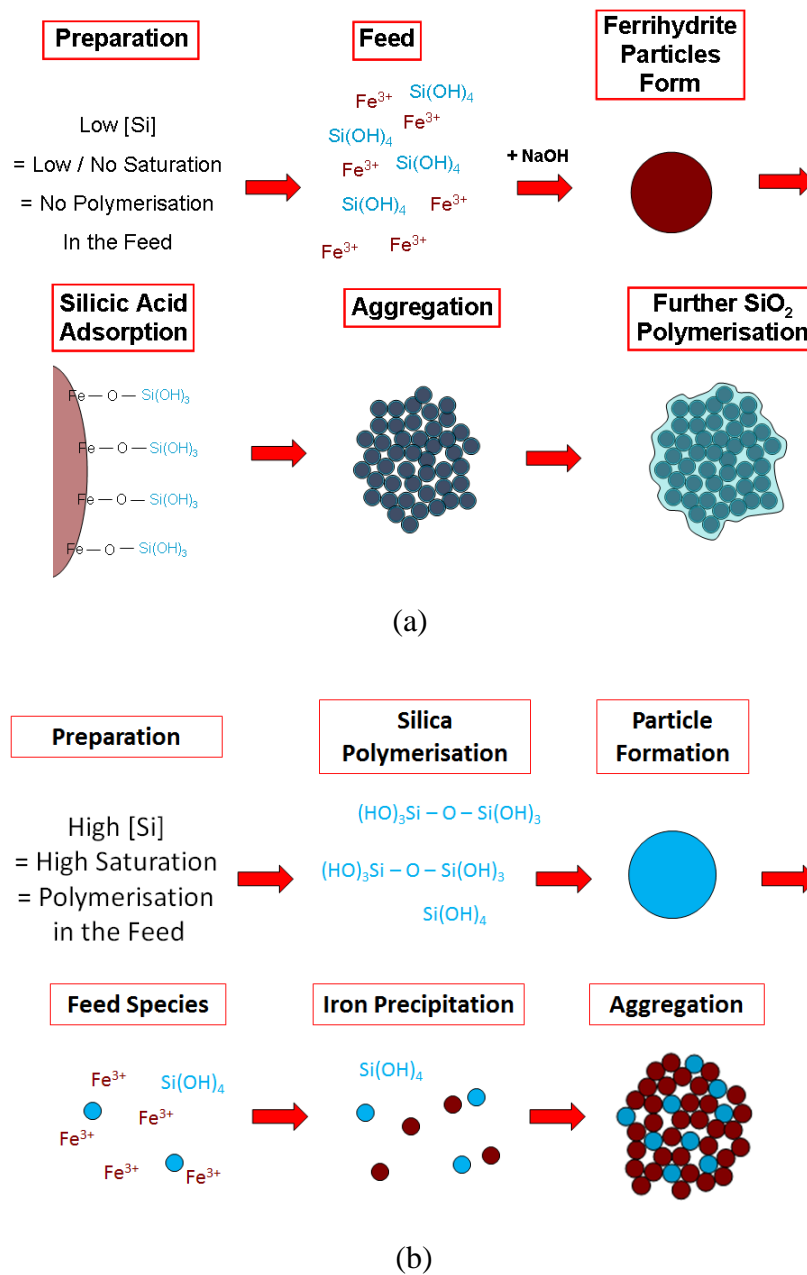 Preparation
Feed
Ferrihydrite
Particles
Form
Low [Si]
= Low / No Saturation
= No Polymerisation
In the Feed
Fe³⁺ Si(OH)₄
Fe³⁺
Si(OH)₄
Fe³⁺ Si(OH)₄
Si(OH)₄ Fe³⁺
Fe³⁺ Fe³⁺
+ NaOH
Silicic Acid
Adsorption
Aggregation
Further SiO₂
Polymerisation
Fe — O — Si(OH)₃
Fe — O — Si(OH)₃
Fe — O — Si(OH)₃
Fe — O — Si(OH)₃
(a)
Preparation
Silica
Polymerisation
Particle
Formation
High [Si]
= High Saturation
= Polymerisation
in the Feed
(HO)₃Si – O – Si(OH)₃
(HO)₃Si – O – Si(OH)₃
Si(OH)₄
Feed Species
Iron Precipitation
Aggregation
Fe³⁺ Si(OH)₄
Fe³⁺ Fe³⁺
Fe³⁺ Fe³⁺
Si(OH)₄
(b)